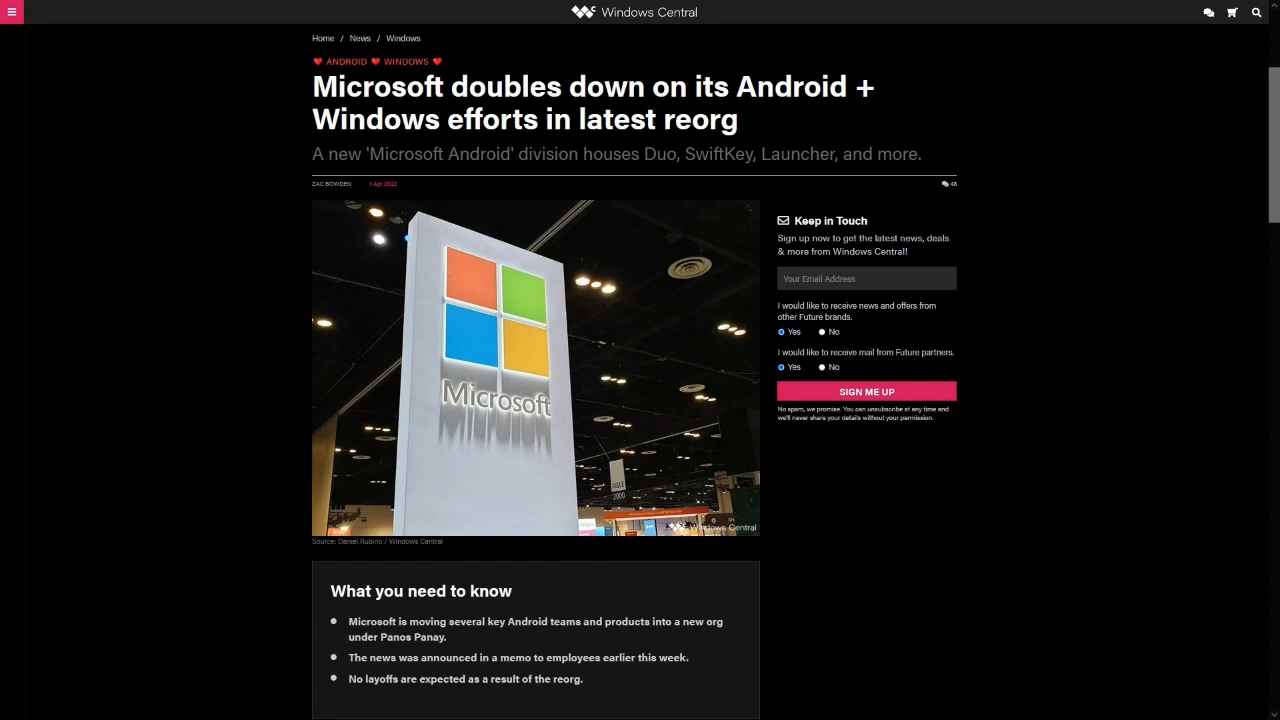 Windows Central
Home / News / Windows
ANDROID WINDOWS
Microsoft doubles down on its Android +
Windows efforts in latest reorg
A new 'Microsoft Android' division houses Duo, SwiftKey, Launcher, and more.
ZAC BOWDEN 1 Apr 2022 48
Microsoft
AISLE
2000
Windows Central
Source: Daniel Rubino / Windows Central
Keep in Touch
Sign up now to get the latest news, deals
& more from Windows Central!
Your Email Address
I would like to receive news and offers from
other Future brands.
Yes No
I would like to receive mail from Future partners.
Yes No
SIGN ME UP
No spam, we promise. You can unsubscribe at any time and
we'll never share your details without your permission.
What you need to know
Microsoft is moving several key Android teams and products into a new org
under Panos Panay.
The news was announced in a memo to employees earlier this week.
No layoffs are expected as a result of the reorg.